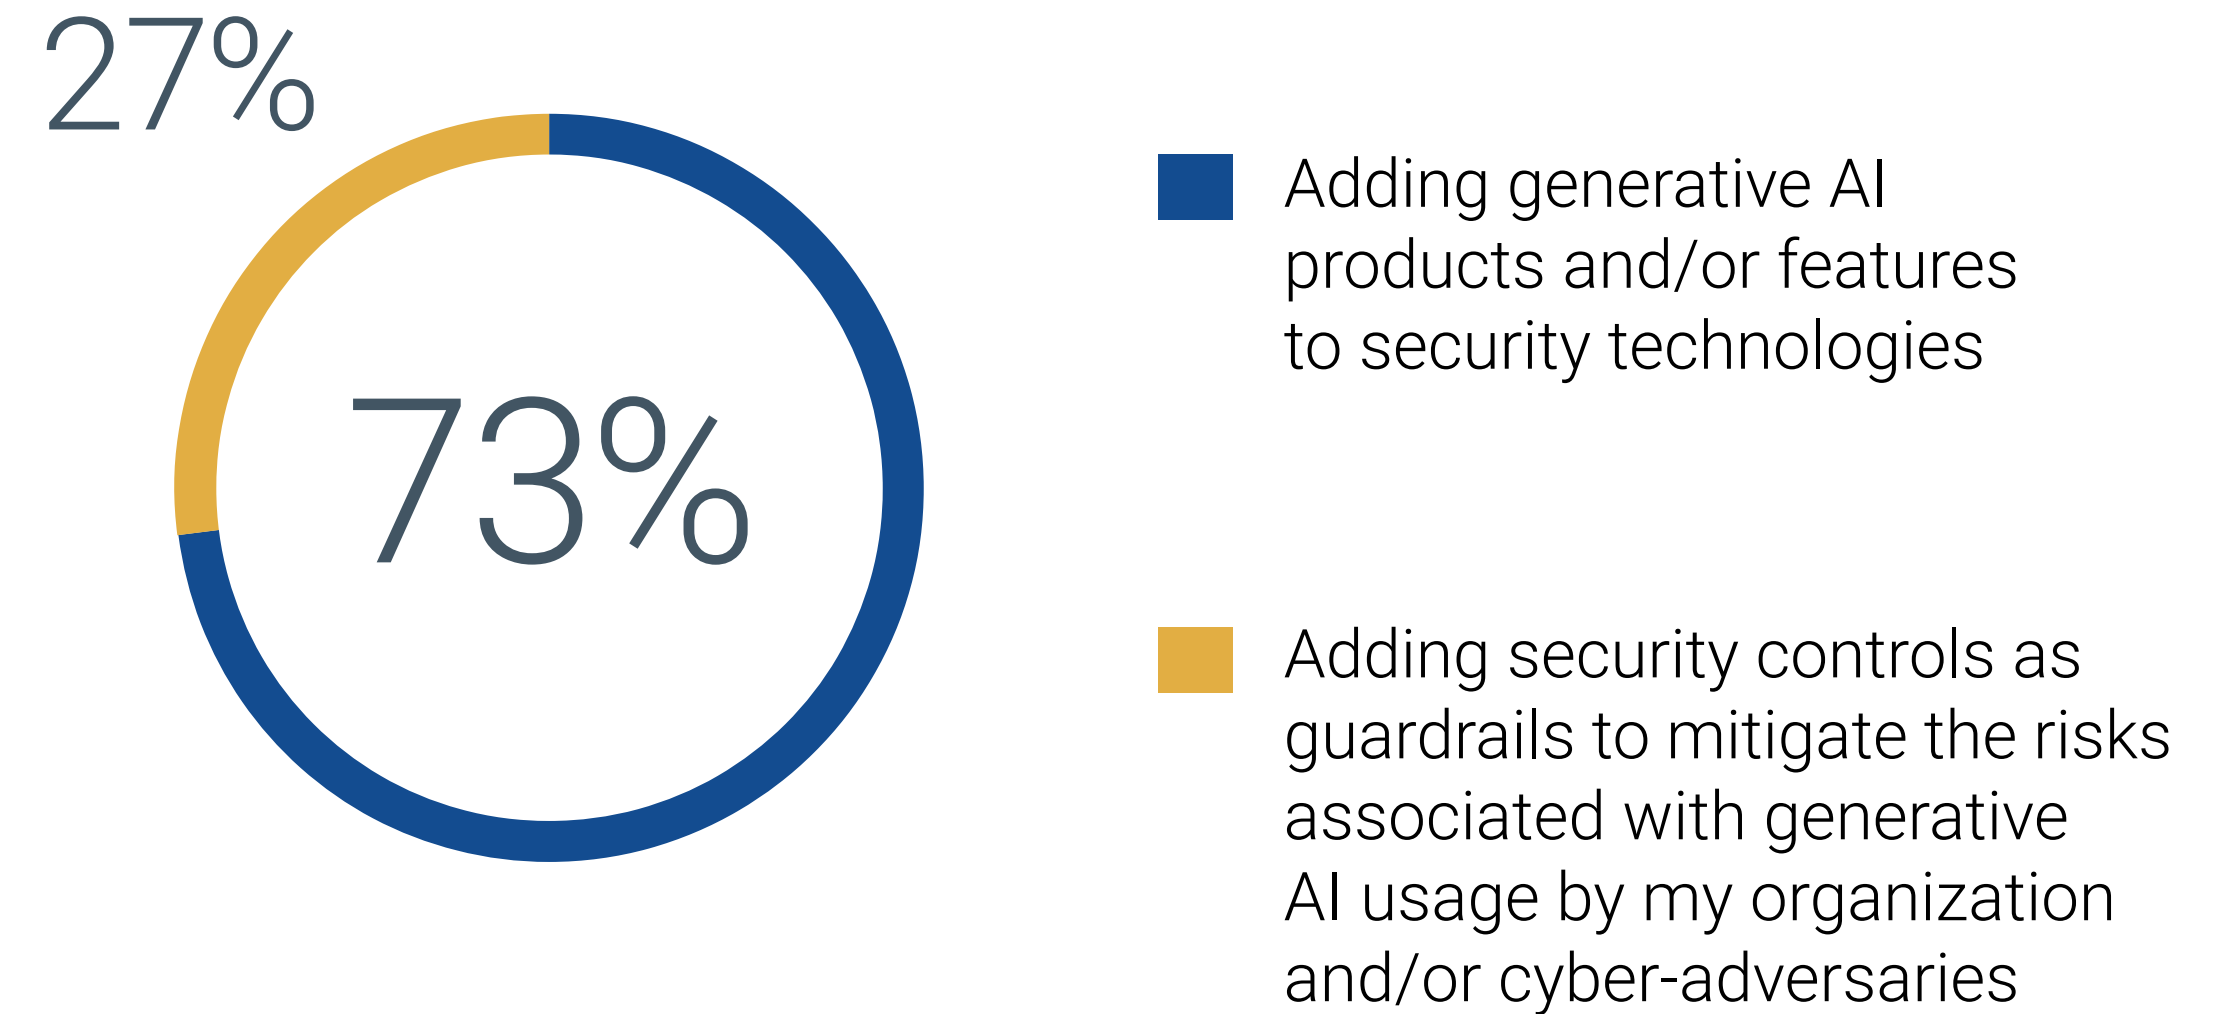 27%
73%
Adding generative AI
products and/or features
to security technologies
Adding security controls as
guardrails to mitigate the risks
associated with generative
AI usage by my organization
and/or cyber-adversaries